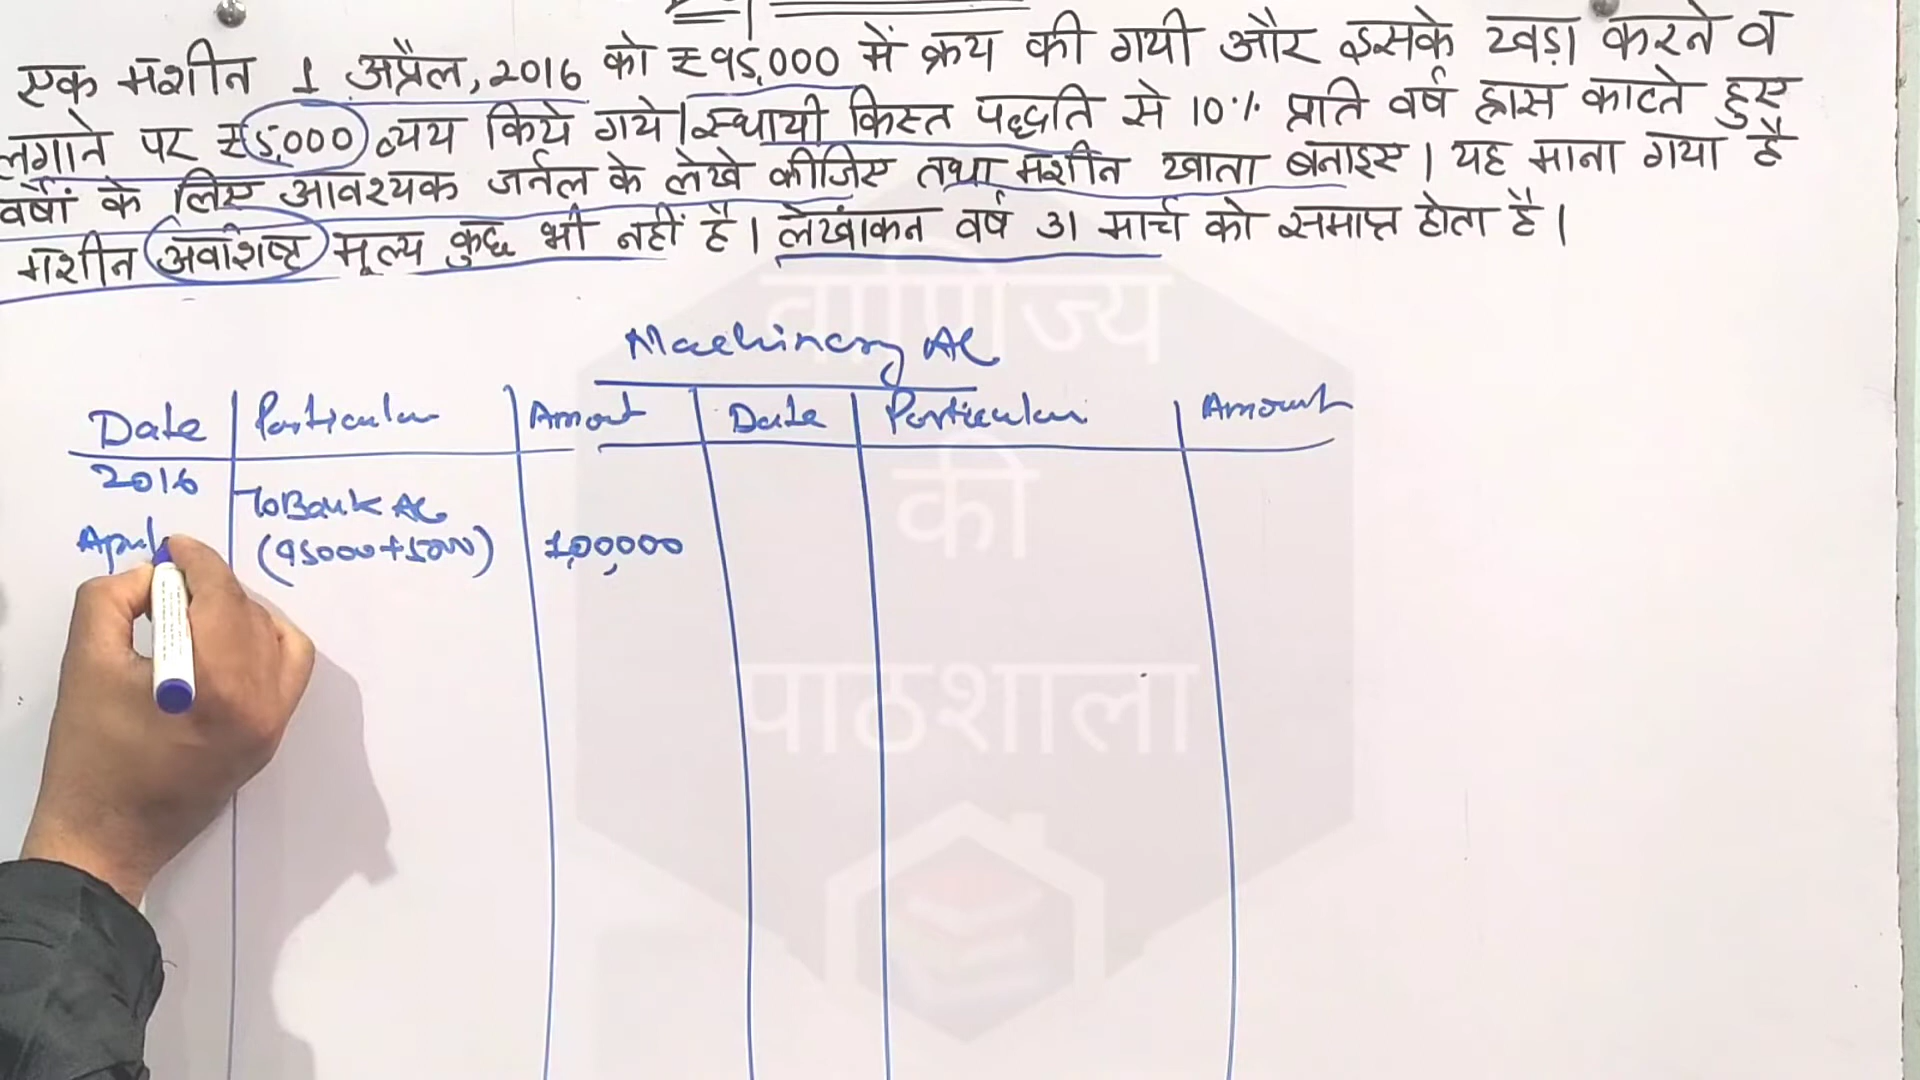 एक मशीन 1 अप्रैल, 2016 को ₹95,000 में क्रय की गयी और इसके खड़ा करने व
लगाने पर ₹5,000 व्यय किये गये। स्थायी किस्त पद्धति से 10% प्रति वर्ष ह्रास काटते हुए
वर्षों के लिए आवश्यक जर्नल के लेखे कीजिए तथा मशीन खाता बनाइए। यह माना गया है
मशीन अवशिष्ट मूल्य कुछ भी नहीं है। लेखांकन वर्ष 31 मार्च को समाप्त होता है।
Machinery AC
Date Particular Amount Date Particular Amount
2016 To Bank AC
April (95000+5000) 1,00,000
वाणिज्य
की
पाठशाला